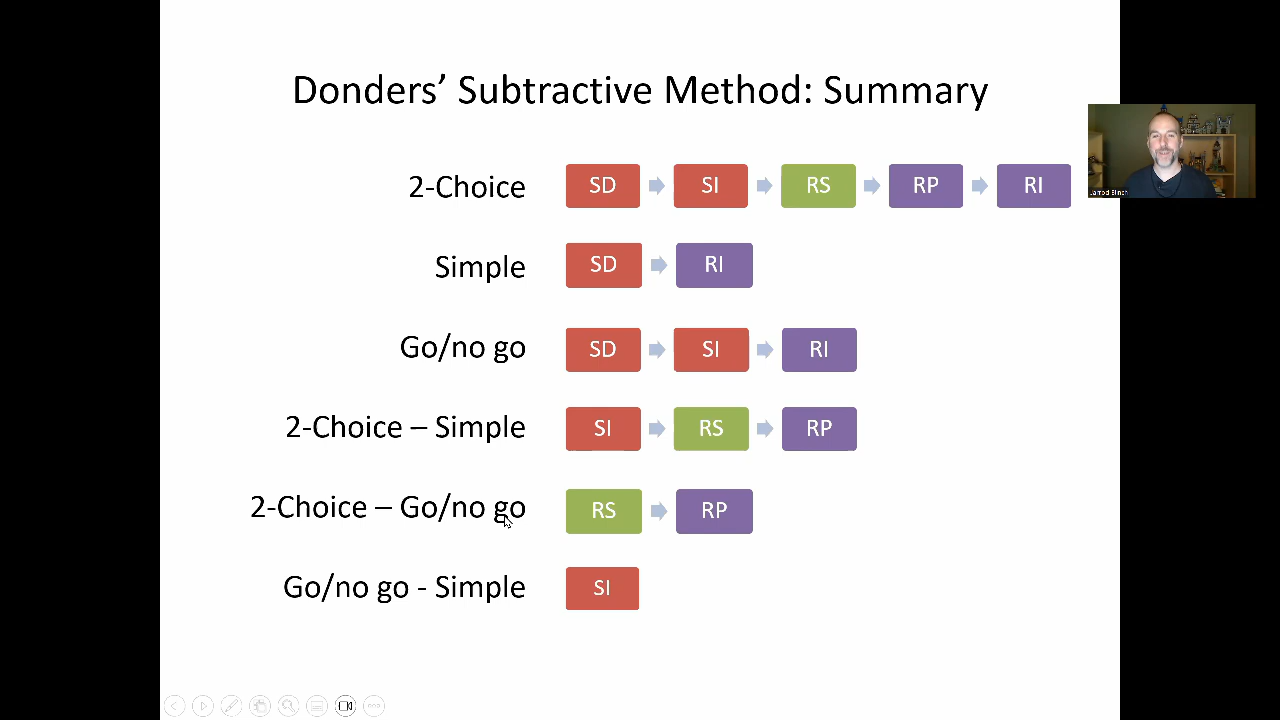 Donders’ Subtractive Method: Summary
2-Choice SD SI RS RP RI
Simple SD RI
Go/no go SD SI RI
2-Choice – Simple SI RS RP
2-Choice – Go/no go RS RP
Go/no go - Simple SI
Jarrod Blinch